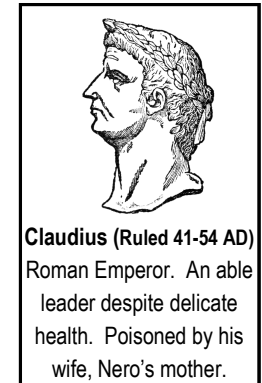 Claudius (Ruled 41-54 AD)
Roman Emperor.  An able
leader despite delicate
health.  Poisoned by his
wife, Nero’s mother.